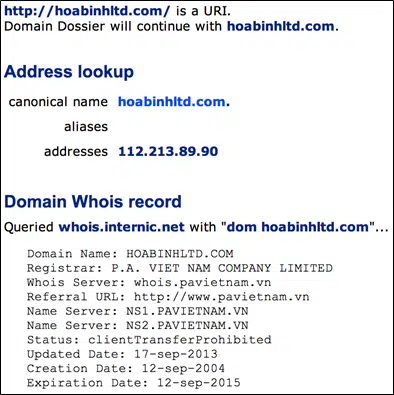 http://hoabinhltd.com/ is a URI.
Domain Dossier will continue with hoabinhltd.com.
Address lookup
canonical name hoabinhltd.com.
aliases
addresses 112.213.89.90
Domain Whois record
Queried whois.internic.net with "dom hoabinhltd.com"...
Domain Name: HOABINHLTD.COM
Registrar: P.A. VIET NAM COMPANY LIMITED
Whois Server: whois.pavietnam.vn
Referral URL: http://www.pavietnam.vn
Name Server: NS1.PAVIETNAM.VN
Name Server: NS2.PAVIETNAM.VN
Status: clientTransferProhibited
Updated Date: 17-sep-2013
Creation Date: 12-sep-2004
Expiration Date: 12-sep-2015